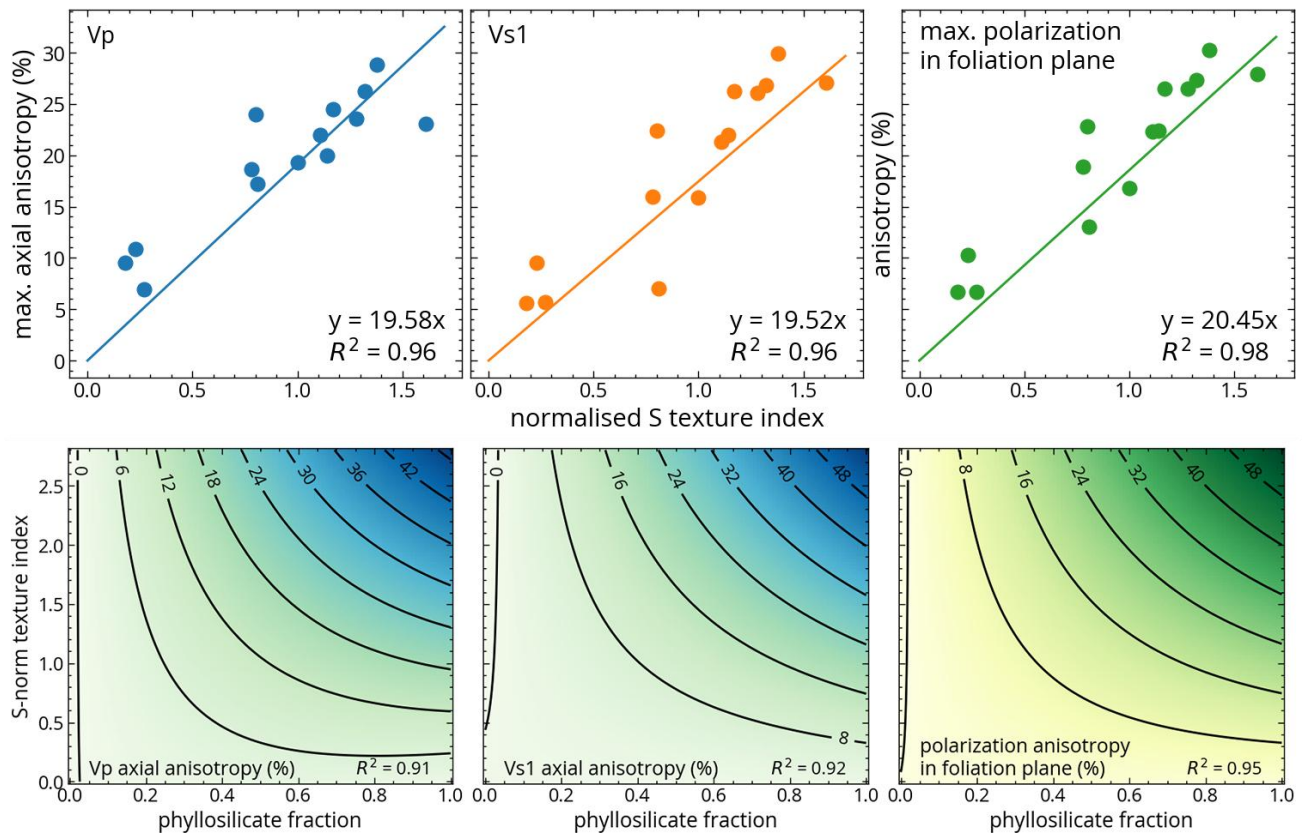 Vp
max. axial anisotropy (%)
30
25
20
15
10
5
0
0.0 0.5 1.0 1.5
y = 19.58x
R² = 0.96
Vs1
0.0 0.5 1.0 1.5
y = 19.52x
R² = 0.96
max. polarization
in foliation plane
anisotropy (%)
0.0 0.5 1.0 1.5
y = 20.45x
R² = 0.98
normalised S texture index
S-norm texture index
2.5
2.0
1.5
1.0
0.5
0.0
0 6 12 18 24 30 36 42
Vp axial anisotropy (%) R² = 0.91
0.0 0.2 0.4 0.6 0.8 1.0
phyllosilicate fraction
0 16 24 32 40 48
8
Vs1 axial anisotropy (%) R² = 0.92
0.0 0.2 0.4 0.6 0.8 1.0
phyllosilicate fraction
0 8 16 24 32 40 48
polarization anisotropy
in foliation plane (%) R² = 0.95
0.0 0.2 0.4 0.6 0.8 1.0
phyllosilicate fraction